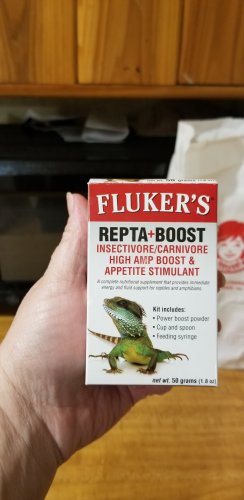 FLUKER'S®
REPTA+BOOST
INSECTIVORE/CARNIVORE
HIGH AMP BOOST &
APPETITE STIMULANT
A complete nutritional supplement that provides immediate
energy and fluid support for reptiles and amphibians.
Kit includes:
• Power boost powder
• Cup and spoon
• Feeding syringe
net wt. 50 grams (1.8 oz)